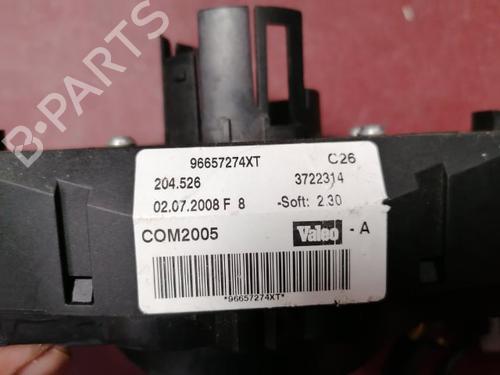 96657274XT C26
204.526 3722314
02.07.2008 F 8 -Soft: 2.30
COM2005 Valeo - A
*96657274XT*
B-PARTS